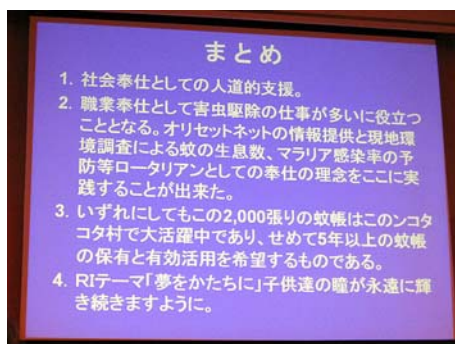 まとめ
1. 社会奉仕としての人道的支援。
2. 職業奉仕として害虫駆除の仕事が多いに役立つ
こととなる。オリセットネットの情報提供と現地環
境調査による蚊の生息数、マラリア感染率の予
防等ロータリアンとしての奉仕の理念をここに実
践することが出来た。
3. いずれにしてもこの2,000張りの蚊帳はこのンコタ
コタ村で大活躍中であり、せめて5年以上の蚊帳
の保有と有効活用を希望するものである。
4. RIテーマ「夢をかたちに」子供達の瞳が永遠に輝
き続きますように。